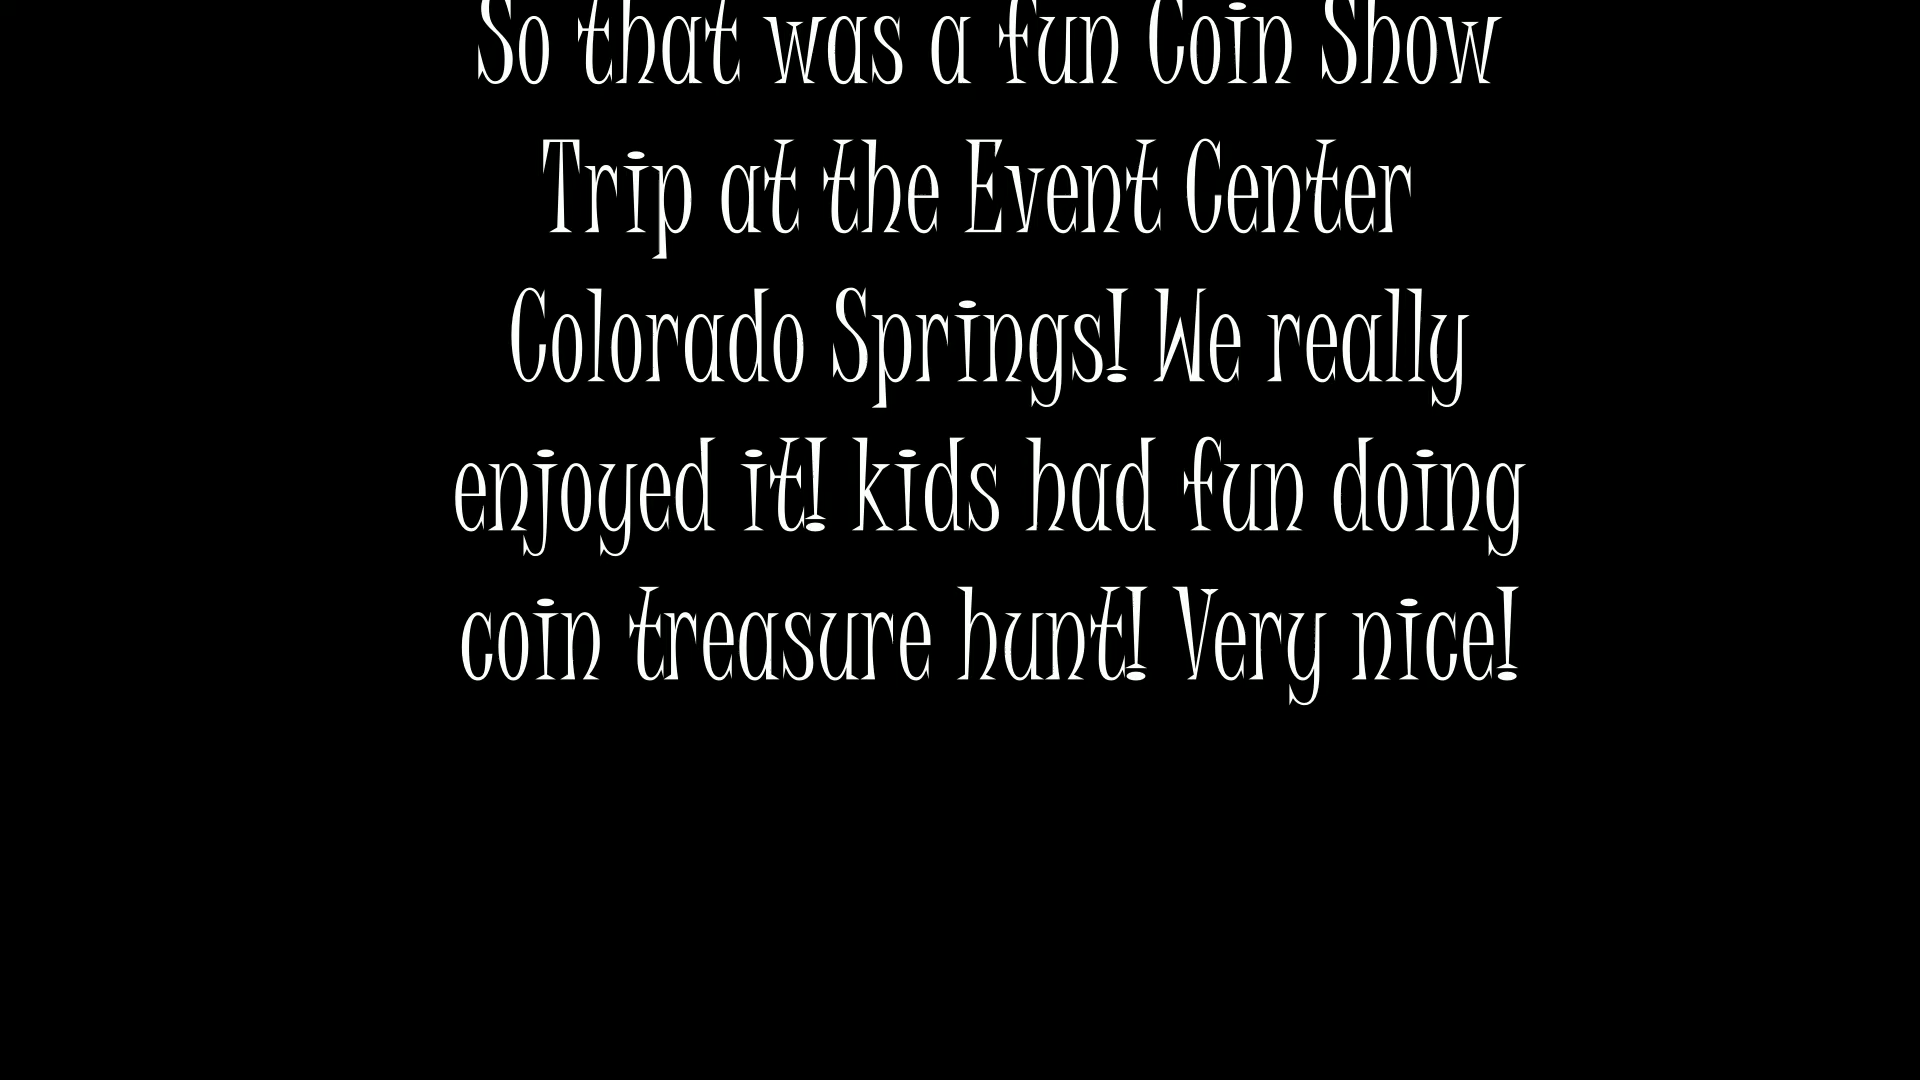 So that was a fun Coin Show
Trip at the Event Center
Colorado Springs! We really
enjoyed it! kids had fun doing
coin treasure hunt! Very nice!